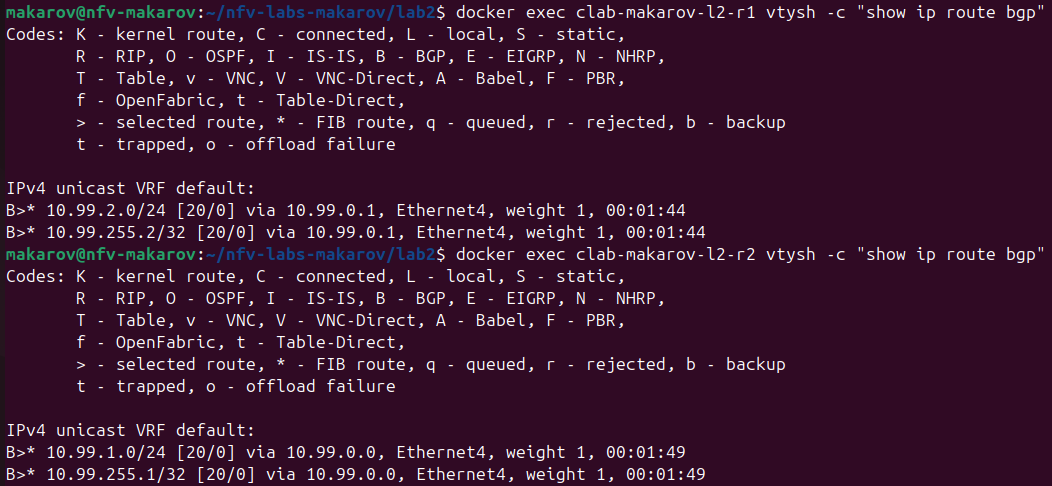 makarov@nfv-makarov:~/nfv-labs-makarov/lab2$ docker exec clab-makarov-l2-r1 vtysh -c "show ip route bgp"
Codes: K - kernel route, C - connected, L - local, S - static,
       R - RIP, O - OSPF, I - IS-IS, B - BGP, E - EIGRP, N - NHRP,
       T - Table, v - VNC, V - VNC-Direct, A - Babel, F - PBR,
       f - OpenFabric, t - Table-Direct,
       > - selected route, * - FIB route, q - queued, r - rejected, b - backup
       t - trapped, o - offload failure

IPv4 unicast VRF default:
B>* 10.99.2.0/24 [20/0] via 10.99.0.1, Ethernet4, weight 1, 00:01:44
B>* 10.99.255.2/32 [20/0] via 10.99.0.1, Ethernet4, weight 1, 00:01:44
makarov@nfv-makarov:~/nfv-labs-makarov/lab2$ docker exec clab-makarov-l2-r2 vtysh -c "show ip route bgp"
Codes: K - kernel route, C - connected, L - local, S - static,
       R - RIP, O - OSPF, I - IS-IS, B - BGP, E - EIGRP, N - NHRP,
       T - Table, v - VNC, V - VNC-Direct, A - Babel, F - PBR,
       f - OpenFabric, t - Table-Direct,
       > - selected route, * - FIB route, q - queued, r - rejected, b - backup
       t - trapped, o - offload failure

IPv4 unicast VRF default:
B>* 10.99.1.0/24 [20/0] via 10.99.0.0, Ethernet4, weight 1, 00:01:49
B>* 10.99.255.1/32 [20/0] via 10.99.0.0, Ethernet4, weight 1, 00:01:49